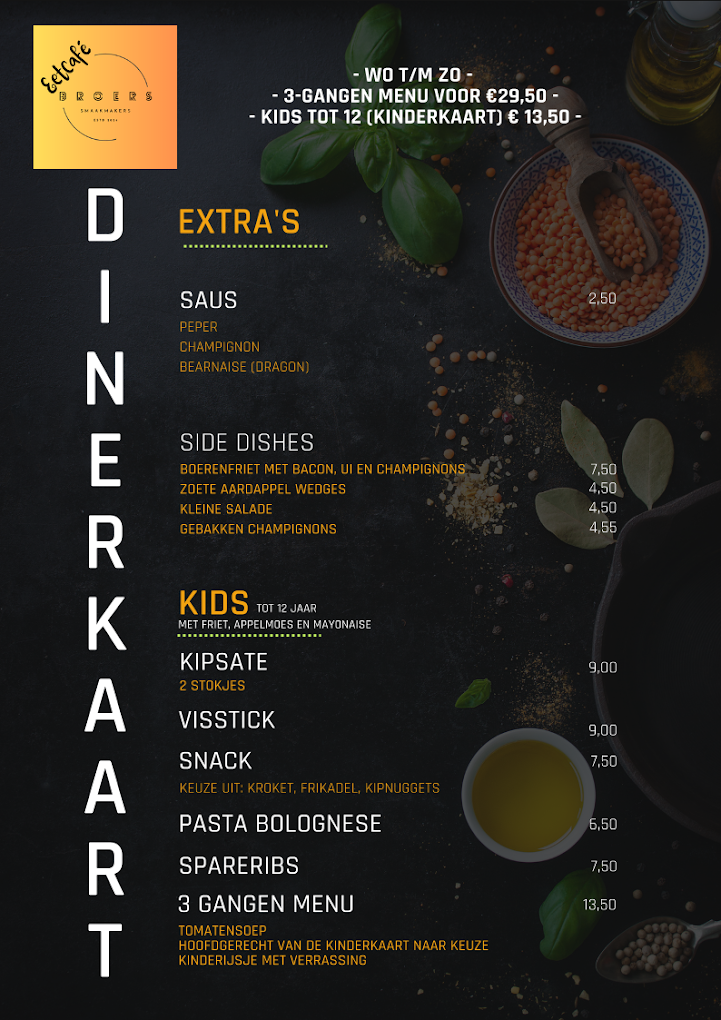 Eetcafé
BROERS
SMAAKMAKERS
- WO T/M ZO -
- 3-GANGEN MENU VOOR €29,50 -
- KIDS TOT 12 (KINDERKAART) € 13,50 -
DINERKAART
EXTRA'S
SAUS 2,50
PEPER
CHAMPIGNON
BEARNAISE (DRAGON)
SIDE DISHES
BOERENFRIET MET BACON, UI EN CHAMPIGNONS 7,50
ZOETE AARDAPPEL WEDGES 4,50
KLEINE SALADE 4,50
GEBAKKEN CHAMPIGNONS 4,55
KIDS TOT 12 JAAR
MET FRIET, APPELMOES EN MAYONAISE
KIPSATE 9,00
2 STOKJES
VISSTICK 9,00
SNACK 7,50
KEUZE UIT: KROKET, FRIKADEL, KIPNUGGETS
PASTA BOLOGNESE 6,50
SPARERIBS 7,50
3 GANGEN MENU 13,50
TOMATENSOEP
HOOFDGERECHT VAN DE KINDERKAART NAAR KEUZE
KINDERIJSJE MET VERRASSING